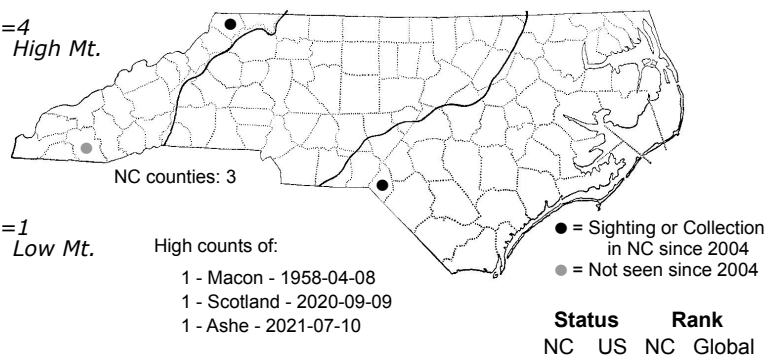 =4
High Mt.
NC counties: 3
=1
Low Mt.
High counts of:
1 - Macon - 1958-04-08
1 - Scotland - 2020-09-09
1 - Ashe - 2021-07-10
● = Sighting or Collection
in NC since 2004
● = Not seen since 2004
Status Rank
NC US NC Global